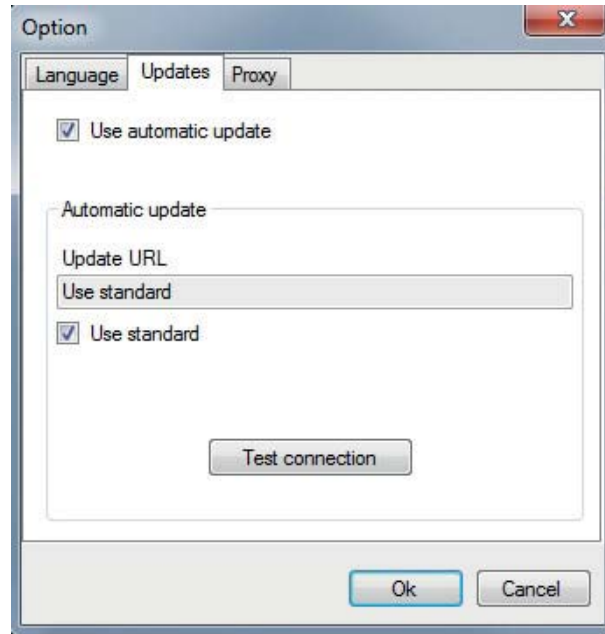 Option
Language Updates Proxy
Use automatic update
Automatic update
Update URL
Use standard
Use standard
Test connection
Ok Cancel